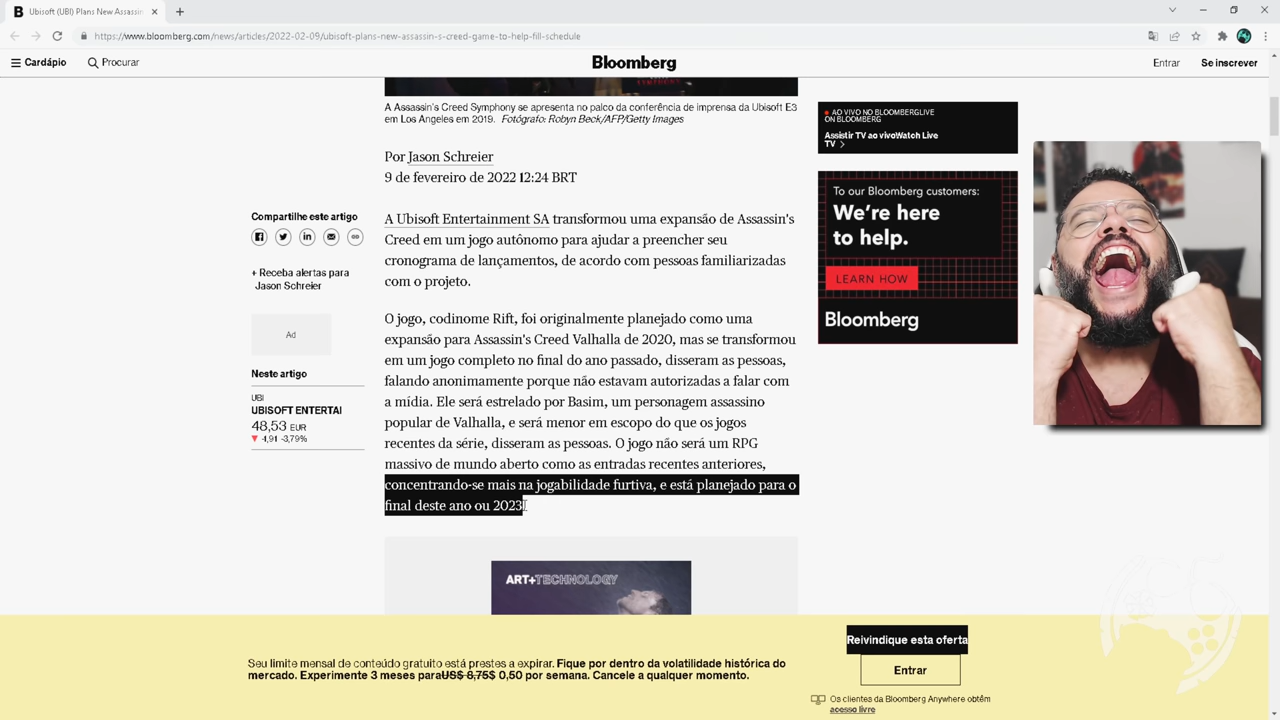 Ubisoft (UBI) Plans New Assassin
https://www.bloomberg.com/news/articles/2022-02-09/ubisoft-plans-new-assassin-s-creed-game-to-help-fill-schedule
Cardápio
Procurar
Bloomberg
Entrar
Se inscrever
A Assassin's Creed Symphony se apresenta no palco da conferência de imprensa da Ubisoft E3
em Los Angeles em 2019. Fotógrafo: Robyn Beck/AFP/Getty Images
Por Jason Schreier
9 de fevereiro de 2022 12:24 BRT
Compartilhe este artigo
+ Receba alertas para
Jason Schreier
Ad
Neste artigo
UBI
UBISOFT ENTERTAI
48,53 EUR
▼ -1,91 -3,79%
A Ubisoft Entertainment SA transformou uma expansão de Assassin's
Creed em um jogo autônomo para ajudar a preencher seu
cronograma de lançamentos, de acordo com pessoas familiarizadas
com o projeto.
O jogo, codinome Rift, foi originalmente planejado como uma
expansão para Assassin's Creed Valhalla de 2020, mas se transformou
em um jogo completo no final do ano passado, disseram as pessoas,
falando anonimamente porque não estavam autorizadas a falar com
a mídia. Ele será estrelado por Basim, um personagem assassino
popular de Valhalla, e será menor em escopo do que os jogos
recentes da série, disseram as pessoas. O jogo não será um RPG
massivo de mundo aberto como as entradas recentes anteriores,
concentrando-se mais na jogabilidade furtiva, e está planejado para o
final deste ano ou 2023
ART+TECHNOLOGY
AO VIVO NO BLOOMBERGLIVE
ON BLOOMBERG
Assistir TV ao vivoWatch Live
TV
To our Bloomberg customers:
We're here
to help.
LEARN HOW
Bloomberg
Seu limite mensal de conteúdo gratuito está prestes a expirar. Fique por dentro da volatilidade histórica do
mercado. Experimente 3 meses paraUS$ 8,75$ 0,50 por semana. Cancele a qualquer momento.
Reivindique esta oferta
Entrar
Os clientes da Bloomberg Anywhere obtêm
acesso livre